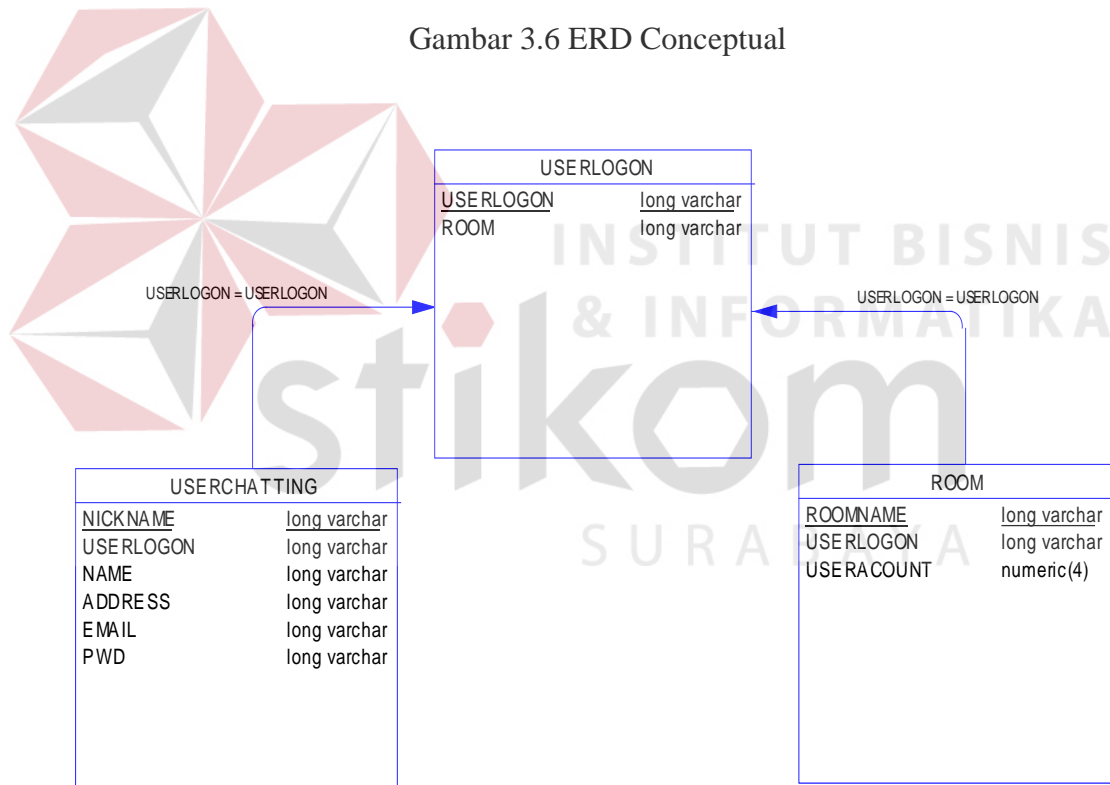 Gambar 3.6 ERD Conceptual
USERLOGON
USERLOGON long varchar
ROOM long varchar
INSTITUT BISNIS
& INFORMATIKA
stikom
SURABAYA
USERLOGON = USERLOGON
USERLOGON = USERLOGON
USERCHATTING
NICKNAME long varchar
USERLOGON long varchar
NAME long varchar
ADDRESS long varchar
EMAIL long varchar
PWD long varchar
ROOM
ROOMNAME long varchar
USERLOGON long varchar
USERACOUNT numeric(4)